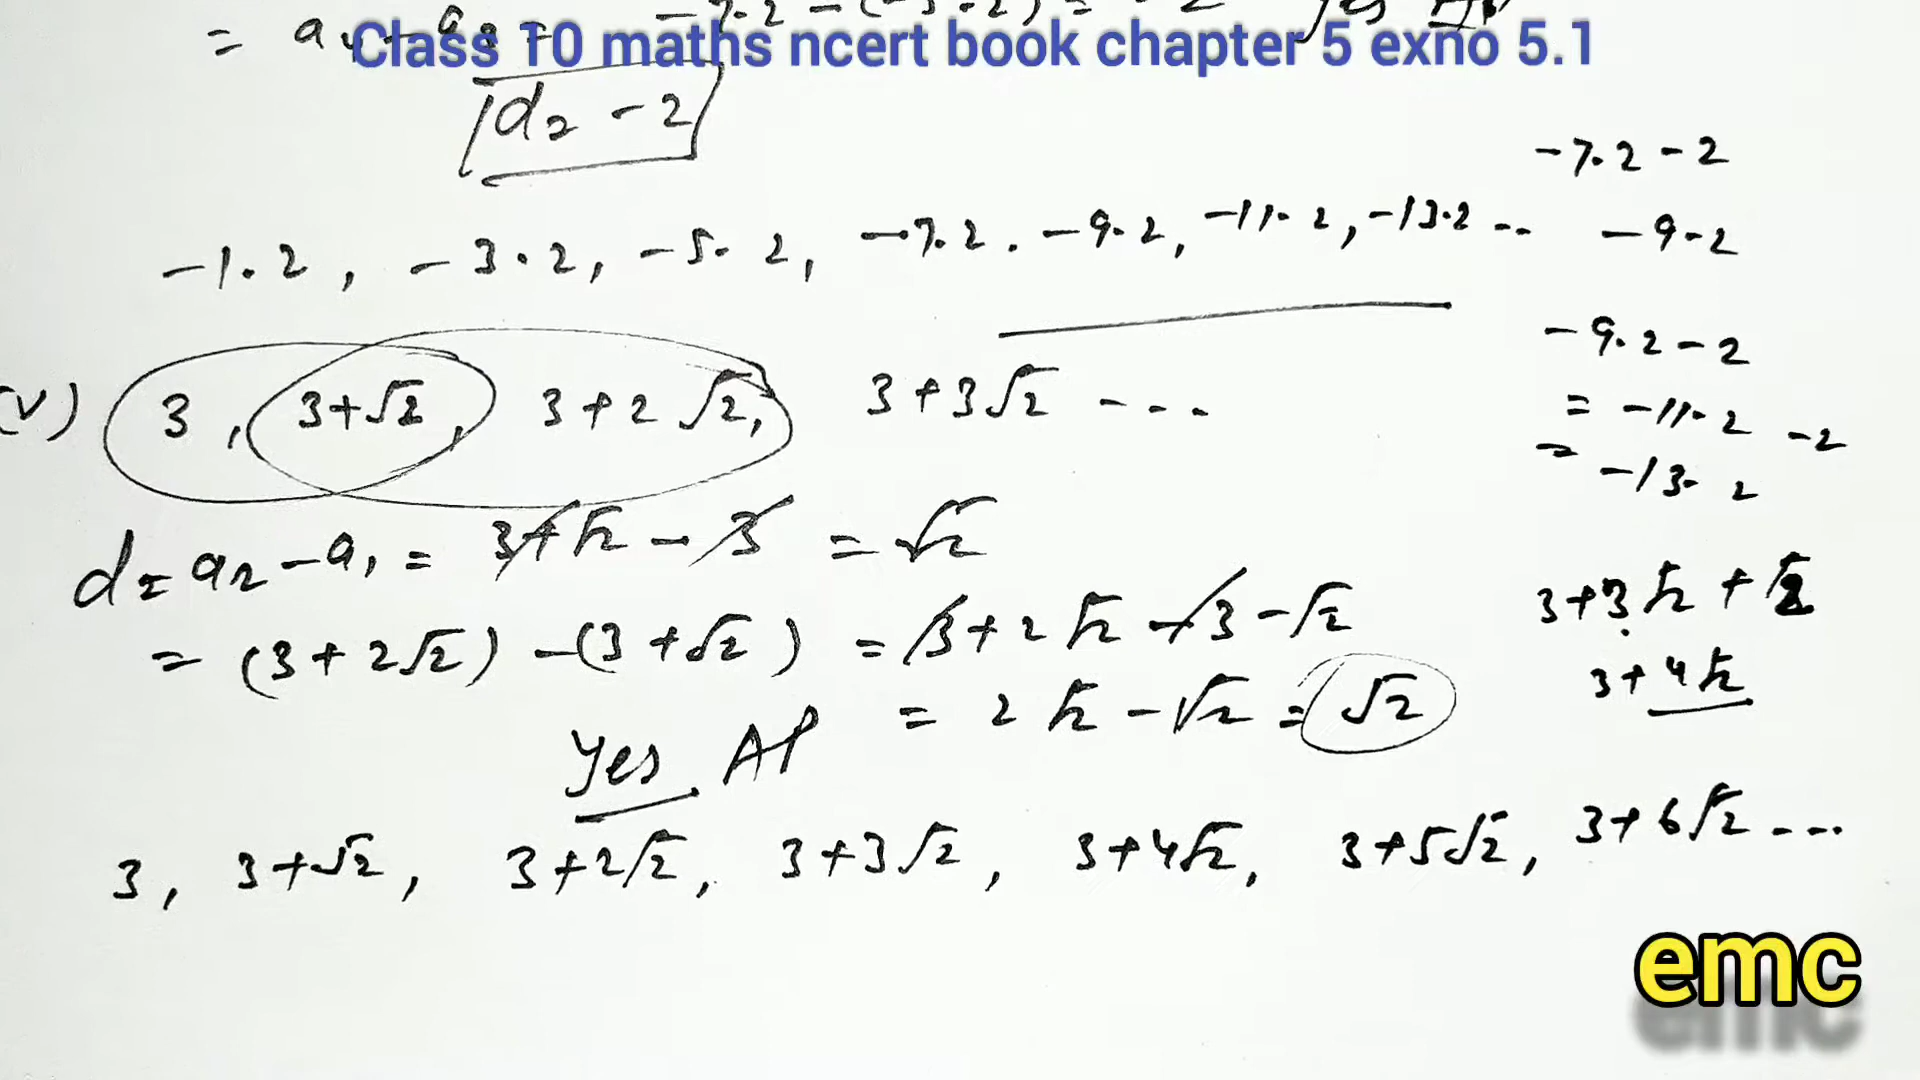 Class 10 maths ncert book chapter 5 exno 5.1
d = -2
-7.2 - 2
-9.2
-1.2, -3.2, -5.2, -7.2. -9.2, -11.2, -13.2 ..
-9.2 - 2
= -11.2 -2
= -13.2
(V) 3, 3+√2, 3+2√2, 3+3√2 - - - .
d = a2 - a1 = 3+√2 - 3 = √2
= (3+2√2) - (3+√2) = 3+2√2 - 3 - √2
= 2√2 - √2 = √2
3+3√2 + √2
3+4√2
Yes AP
3, 3+√2, 3+2√2, 3+3√2, 3+4√2, 3+5√2, 3+6√2 ...
emc